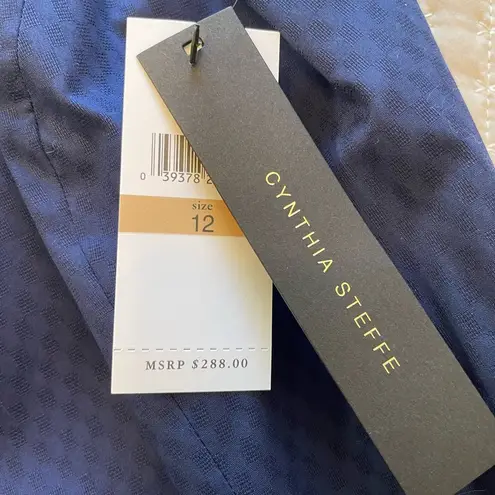 0 39378 2
size
12
MSRP $288.00
CYNTHIA STEFFE